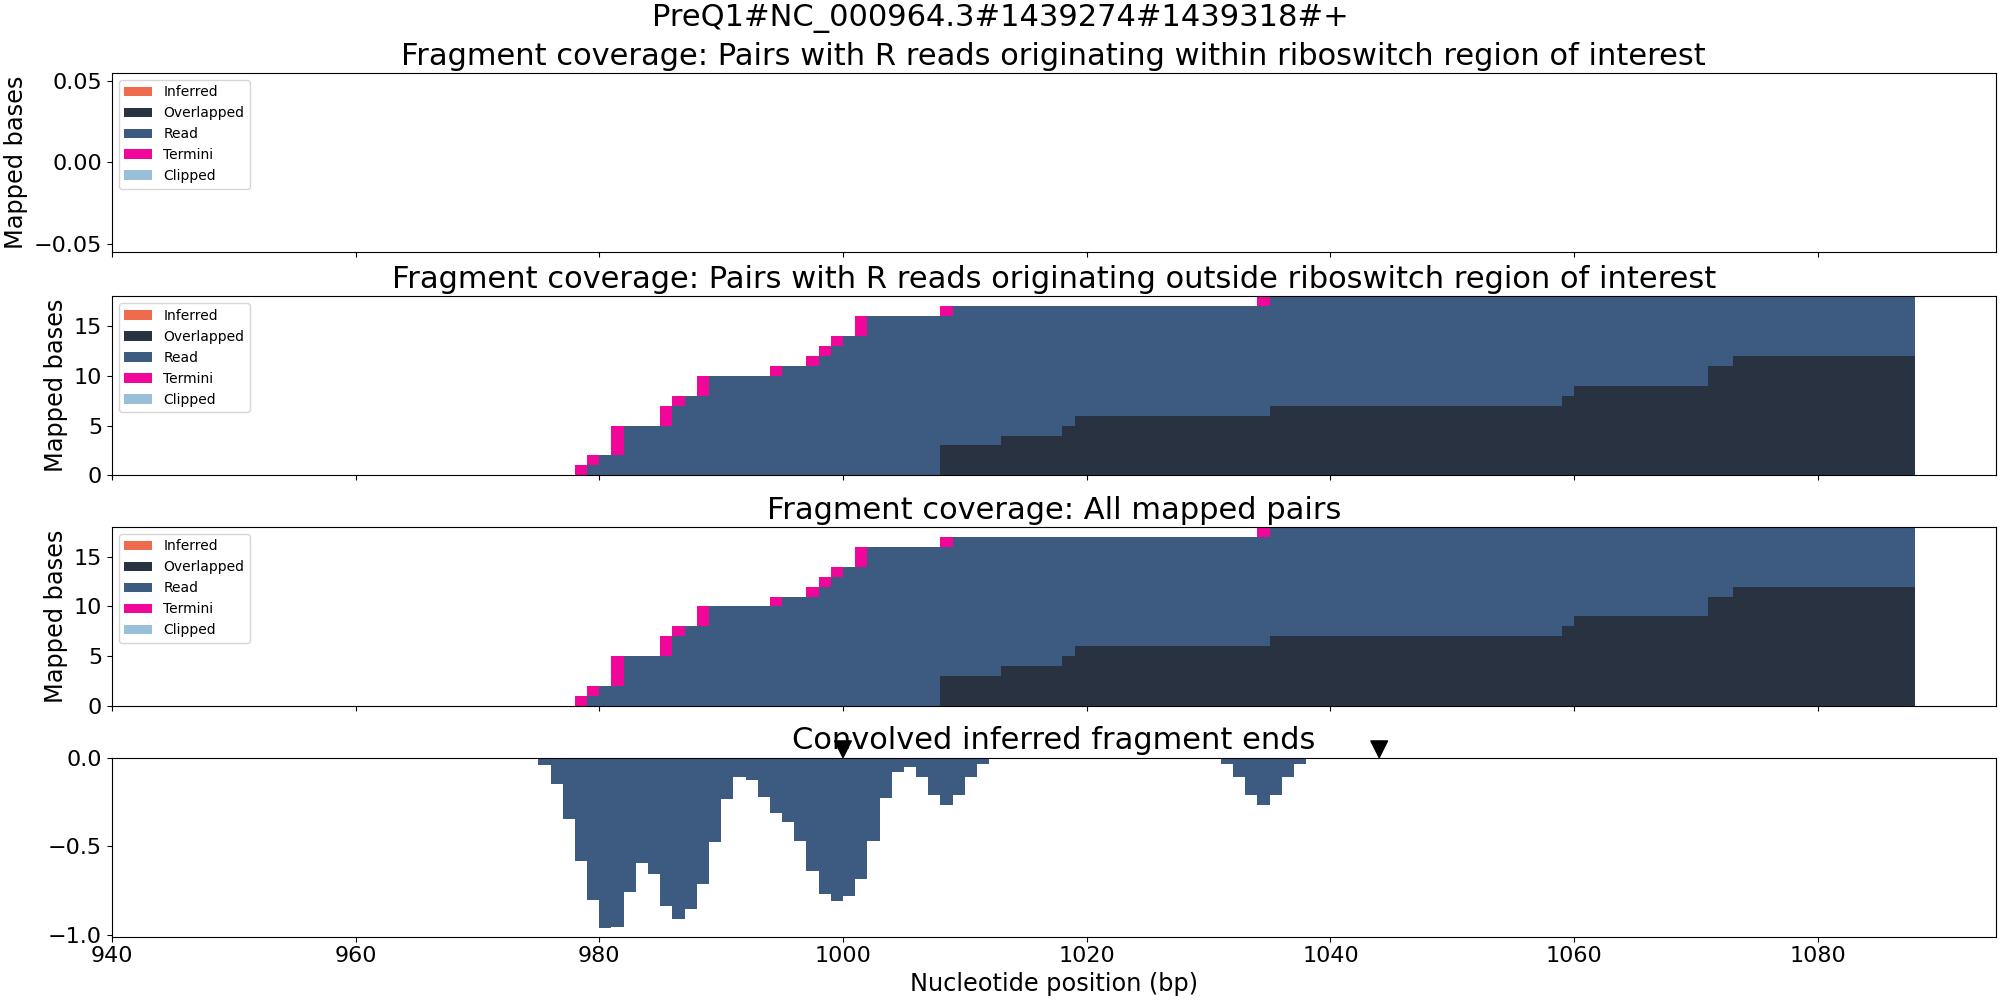 PreQ1#NC_000964.3#1439274#1439318#+
Fragment coverage: Pairs with R reads originating within riboswitch region of interest
Mapped bases
0.05
0.00
−0.05
Inferred
Overlapped
Read
Termini
Clipped
Fragment coverage: Pairs with R reads originating outside riboswitch region of interest
Mapped bases
15
10
5
0
Inferred
Overlapped
Read
Termini
Clipped
Fragment coverage: All mapped pairs
Mapped bases
15
10
5
0
Inferred
Overlapped
Read
Termini
Clipped
Convolved inferred fragment ends
0.0
−0.5
−1.0
940 960 980 1000 1020 1040 1060 1080
Nucleotide position (bp)